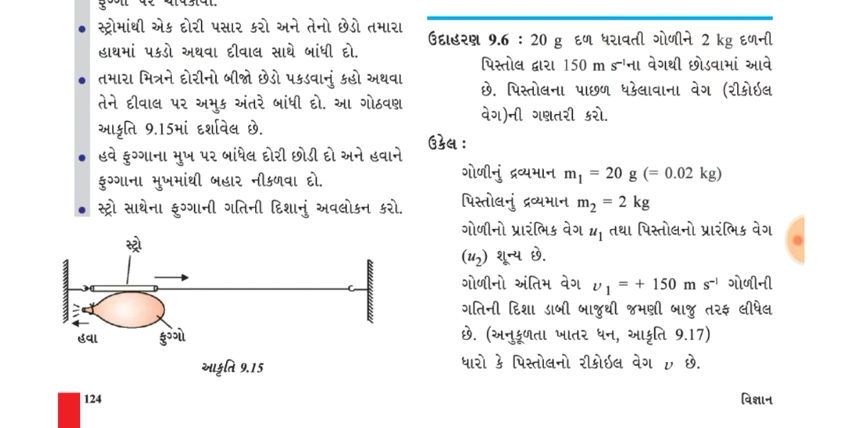 સ્ટ્રોમાંથી એક દોરી પસાર કરો અને તેનો છેડો તમારા
હાથમાં પકડો અથવા દીવાલ સાથે બાંધી દો.
તમારા મિત્રને દોરીનો બીજો છેડો પકડવાનું કહો અથવા
તેને દીવાલ પર અમુક અંતરે બાંધી દો. આ ગોઠવણ
આકૃતિ 9.15માં દર્શાવેલ છે.
હવે ફુગ્ગાના મુખ પર બાંધેલ દોરી છોડી દો અને હવાને
ફુગ્ગાના મુખમાંથી બહાર નીકળવા દો.
સ્ટ્રો સાથેના ફુગ્ગાની ગતિની દિશાનું અવલોકન કરો.
સ્ટ્રો
હવા
ફુગ્ગો
આકૃતિ 9.15
124
ઉદાહરણ 9.6 : 20 g દળ ધરાવતી ગોળીને 2 kg દળની
પિસ્તોલ દ્વારા 150 m s⁻¹ના વેગથી છોડવામાં આવે
છે. પિસ્તોલના પાછળ ધકેલાવાના વેગ (રીકોઇલ
વેગ)ની ગણતરી કરો.
ઉકેલ :
ગોળીનું દ્રવ્યમાન m₁ = 20 g (= 0.02 kg)
પિસ્તોલનું દ્રવ્યમાન m₂ = 2 kg
ગોળીનો પ્રારંભિક વેગ u₁ તથા પિસ્તોલનો પ્રારંભિક વેગ
(u₂) શૂન્ય છે.
ગોળીનો અંતિમ વેગ υ₁ = + 150 m s⁻¹ ગોળીની
ગતિની દિશા ડાબી બાજુથી જમણી બાજુ તરફ લીધેલ
છે. (અનુકૂળતા ખાતર ધન, આકૃતિ 9.17)
ધારો કે પિસ્તોલનો રીકોઇલ વેગ υ છે.
વિજ્ઞાન